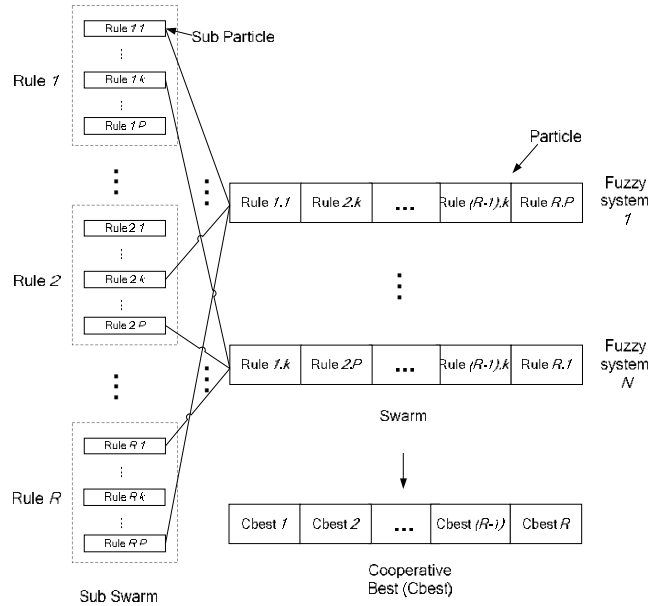 Rule 1
Rule 1.1
...
Rule 1.k
...
Rule 1.P
Sub Particle
Rule 2
Rule 2.1
Rule 2.k
...
Rule 2.P
Rule R
Rule R.1
...
Rule R.k
...
Rule R.P
Sub Swarm
Particle
Rule 1.1
Rule 2.k
...
Rule (R-1).k
Rule R.P
Fuzzy
system
1
Rule 1.k
Rule 2.P
...
Rule (R-1).k
Rule R.1
Fuzzy
system
N
Swarm
Cbest 1
Cbest 2
...
Cbest (R-1)
Cbest R
Cooperative
Best (Cbest)